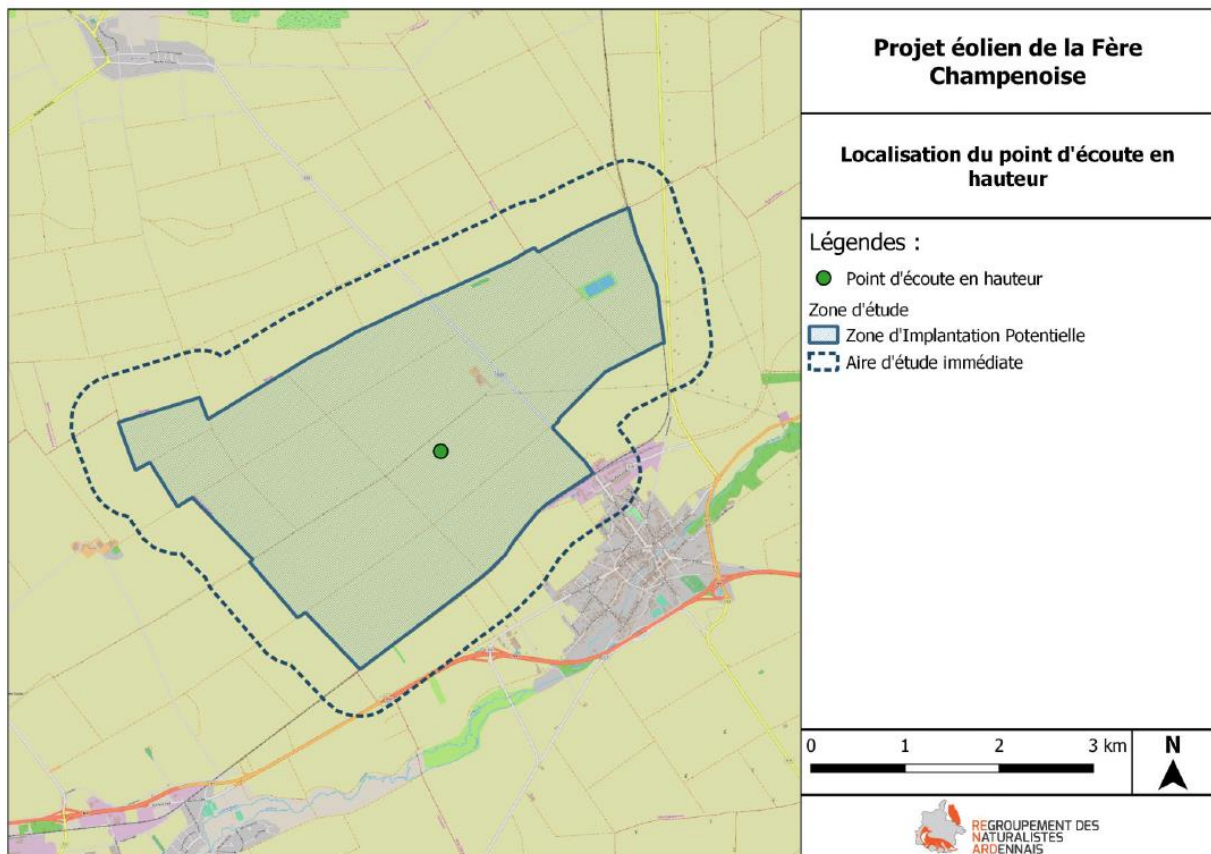 Projet éolien de la Fère
Champenoise
Localisation du point d'écoute en
hauteur
Légendes :
Point d'écoute en hauteur
Zone d'étude
Zone d'Implantation Potentielle
Aire d'étude immédiate
0 1 2 3 km
N
REGROUPEMENT DES
NATURALISTES
ARDENNAIS